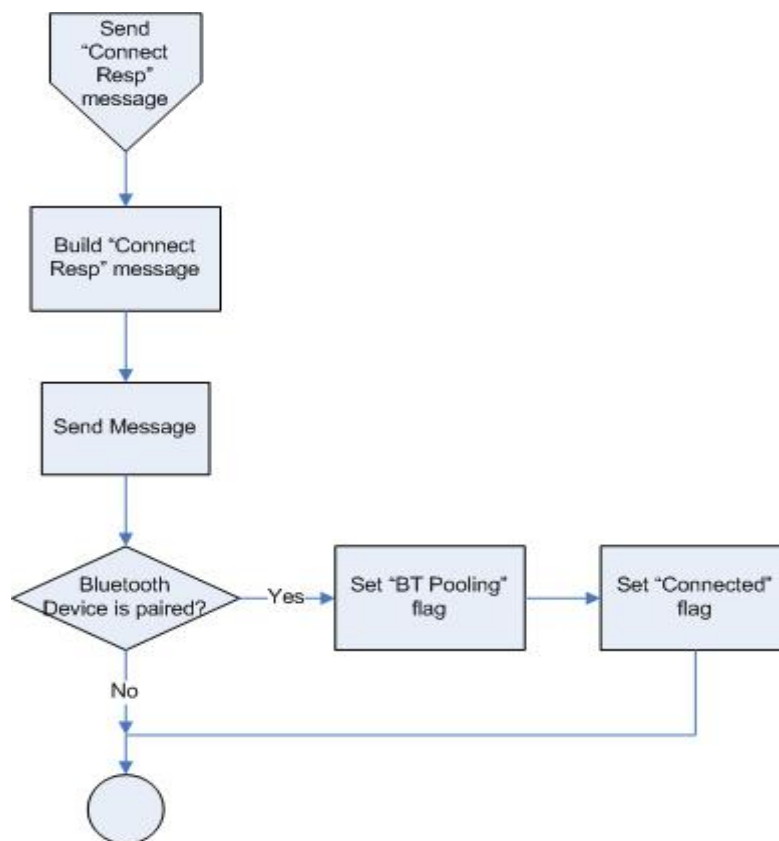 Send
“Connect
Resp”
message
Build “Connect
Resp” message
Send Message
Bluetooth
Device is paired?
Yes
Set “BT Pooling”
flag
Set “Connected”
flag
No